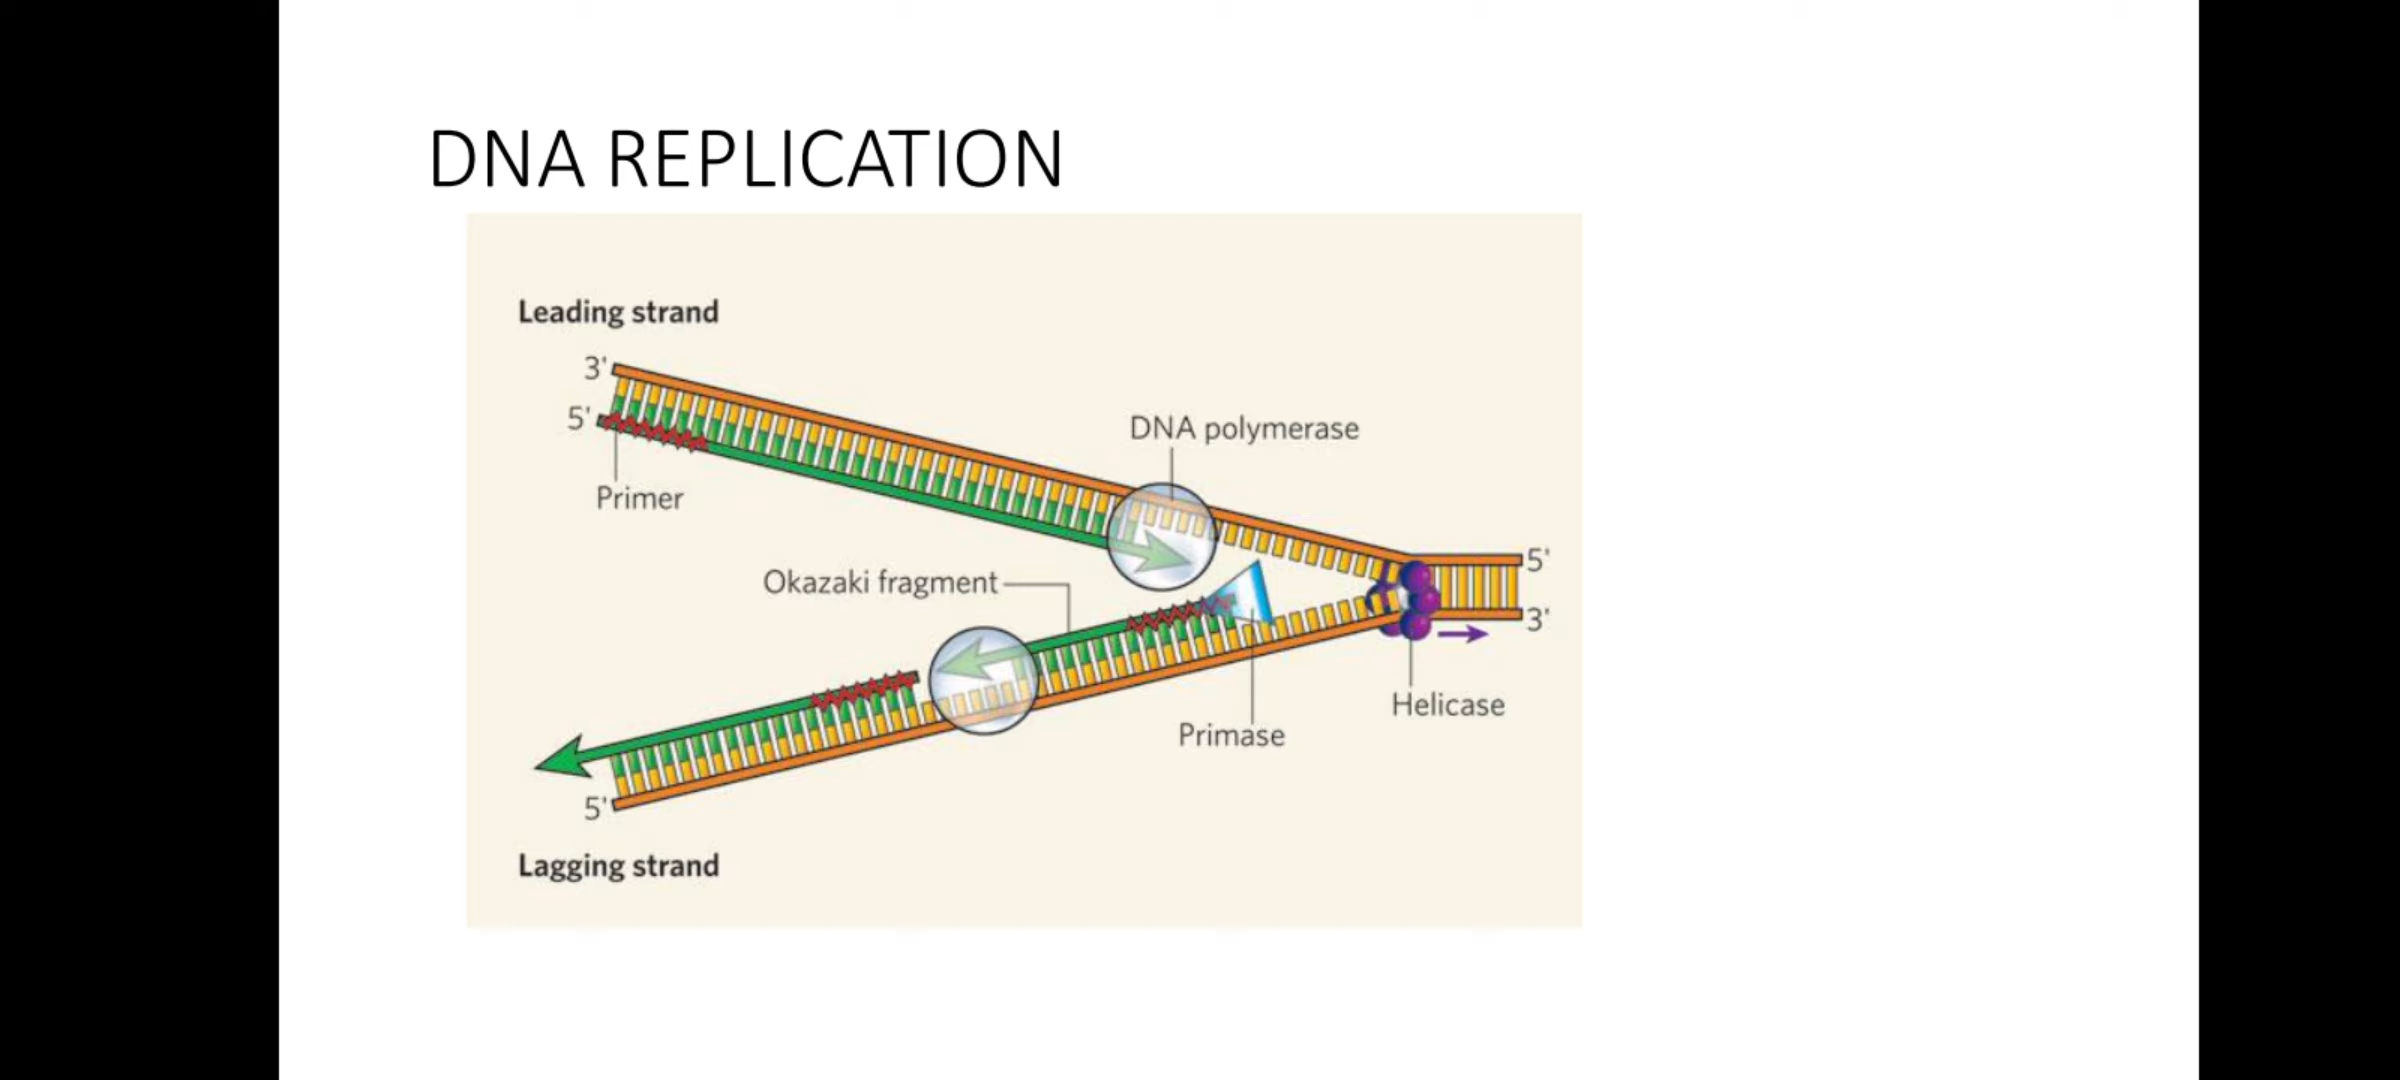 DNA REPLICATION
Leading strand
3'
5'
Primer
DNA polymerase
Okazaki fragment
5'
3'
Helicase
Primase
5'
Lagging strand